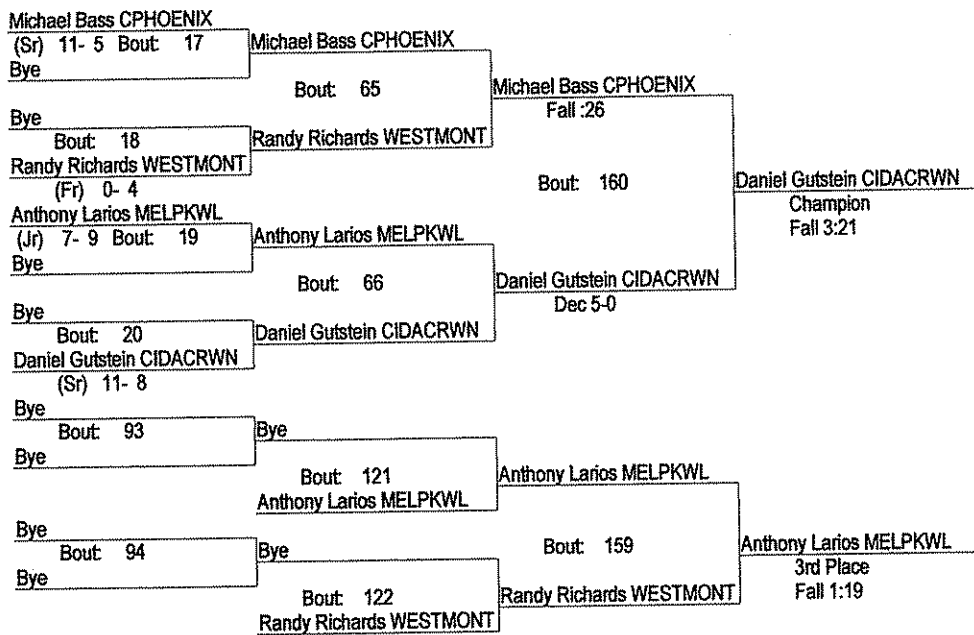 Michael Bass CPHOENIX
(Sr) 11- 5 Bout: 17
Bye
Michael Bass CPHOENIX
Bout: 65
Bye
Bout: 18
Randy Richards WESTMONT
(Fr) 0- 4
Randy Richards WESTMONT
Michael Bass CPHOENIX
Fall :26
Bout: 160
Anthony Larios MELPKWL
(Jr) 7- 9 Bout: 19
Bye
Anthony Larios MELPKWL
Bout: 66
Bye
Bout: 20
Daniel Gutstein CIDACRWN
(Sr) 11- 8
Daniel Gutstein CIDACRWN
Daniel Gutstein CIDACRWN
Dec 5-0
Daniel Gutstein CIDACRWN
Champion
Fall 3:21
Bye
Bout: 93
Bye
Bye
Bout: 121
Anthony Larios MELPKWL
Anthony Larios MELPKWL
Bye
Bout: 94
Bye
Bye
Bout: 122
Randy Richards WESTMONT
Bout: 159
Randy Richards WESTMONT
Anthony Larios MELPKWL
3rd Place
Fall 1:19